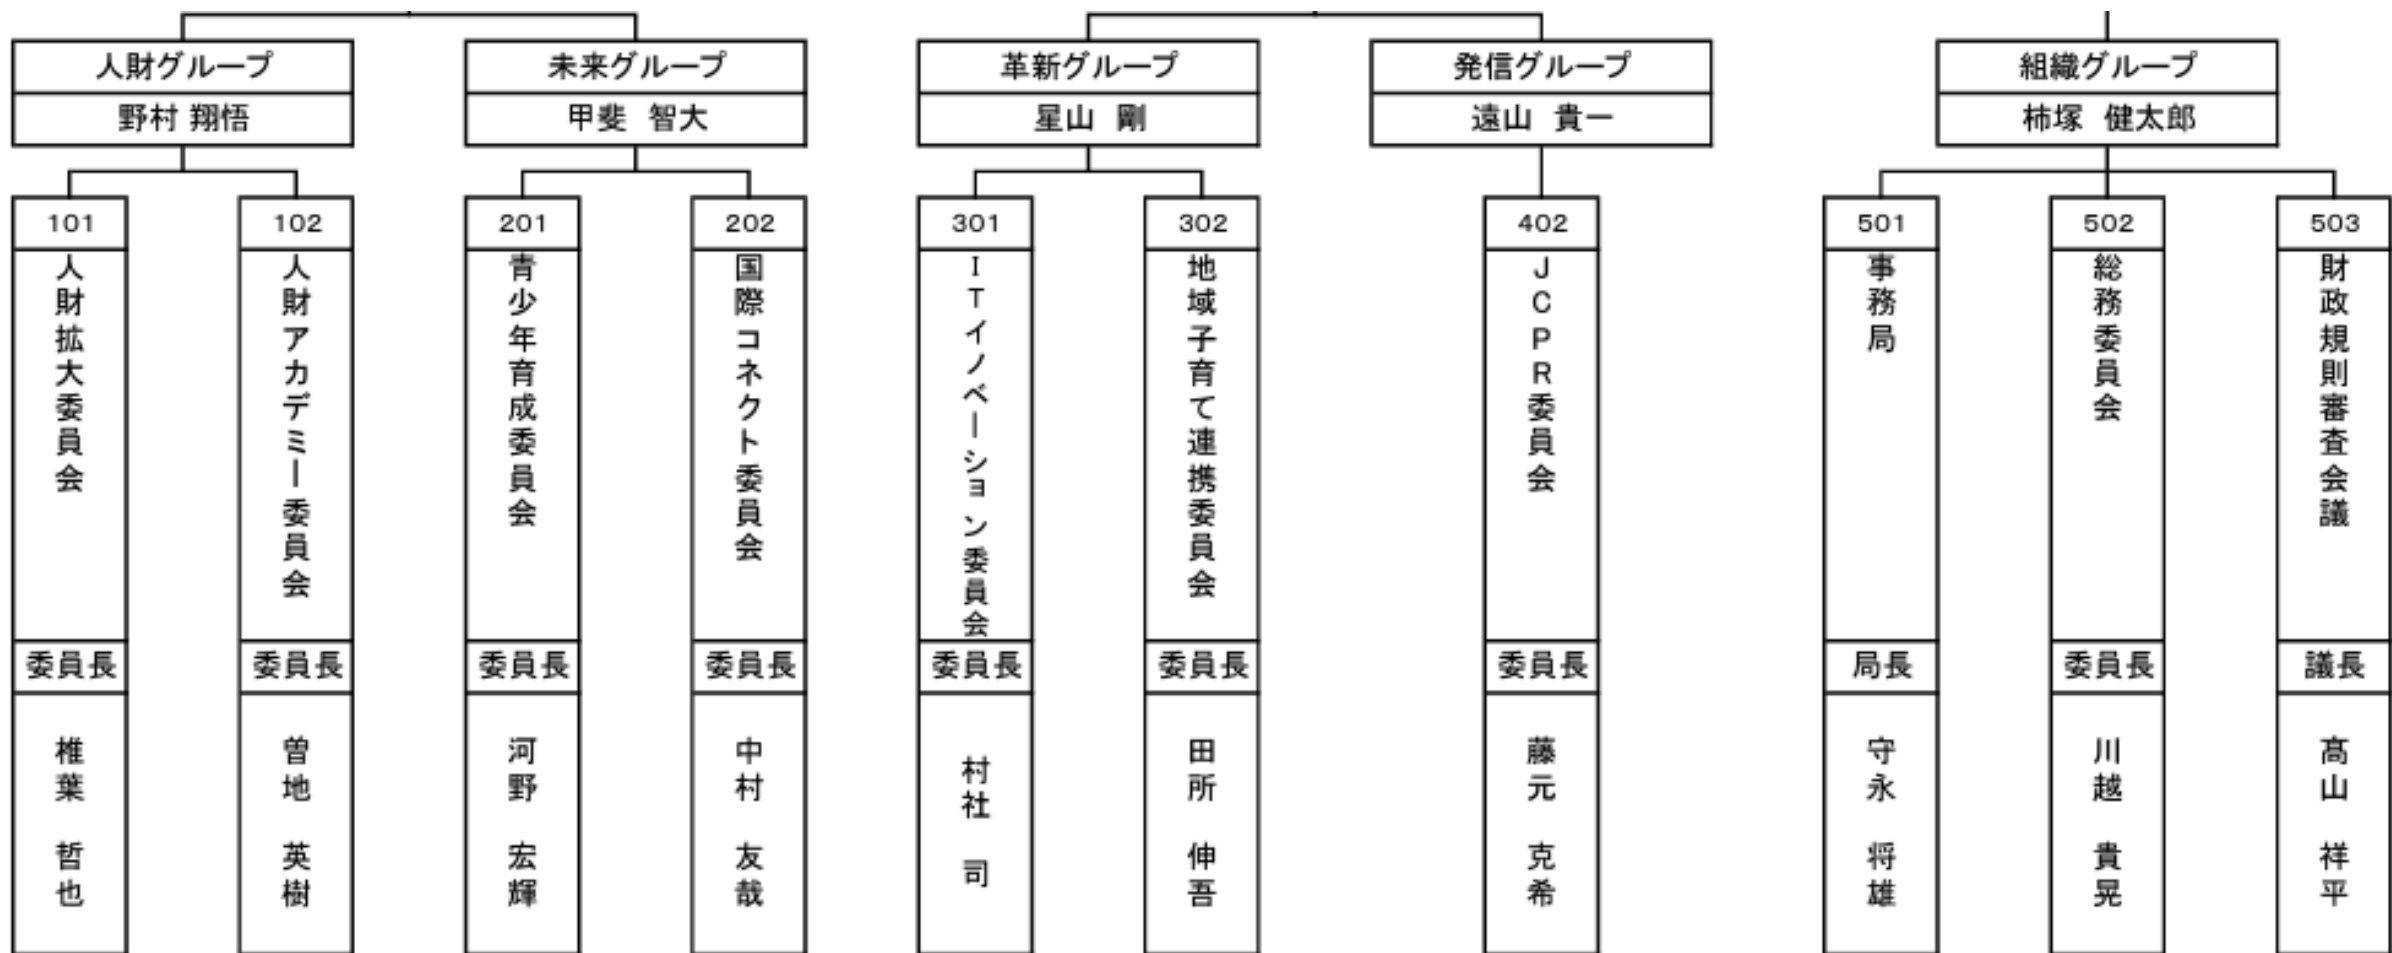 人財グループ
野村 翔悟
未来グループ
甲斐　智大
革新グループ
星山　剛
発信グループ
遠山　貴一
組織グループ
柿塚　健太郎
101
人財拡大委員会
委員長
椎葉　哲也
102
人財アカデミー委員会
委員長
曽地　英樹
201
青少年育成委員会
委員長
河野　宏輝
202
国際コネクト委員会
委員長
中村　友哉
301
ＩＴイノベーション委員会
委員長
村社　司
302
地域子育て連携委員会
委員長
田所　伸吾
402
ＪＣＰＲ委員会
委員長
藤元　克希
501
事務局
局長
守永　将雄
502
総務委員会
委員長
川越　貴晃
503
財政規則審査会議
議長
髙山　祥平